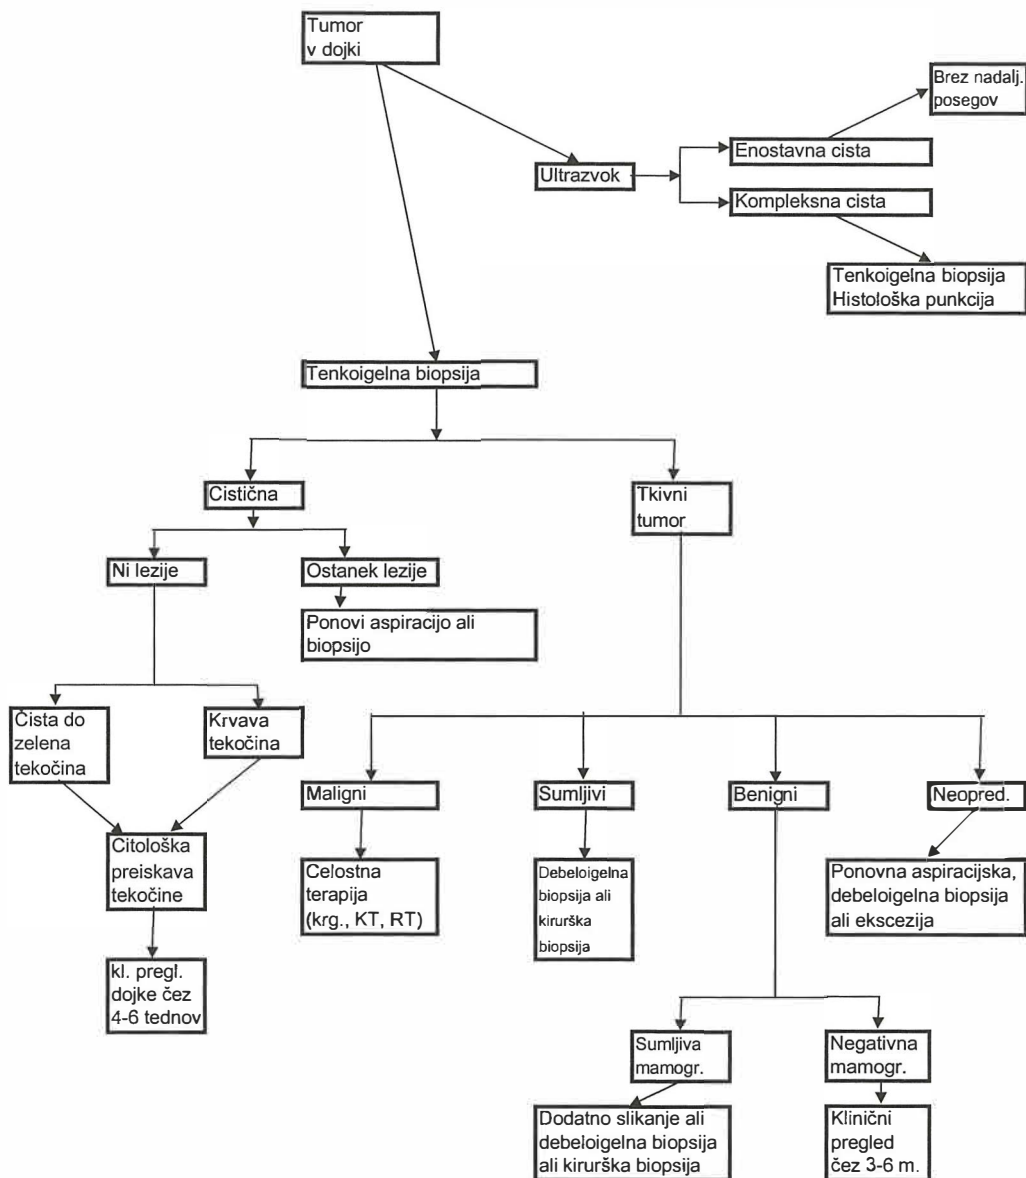 Tumor
v dojki
Brez nadalj.
posegov
Enostavna cista
Ultrazvok
Kompleksna cista
Tenkoigelna biopsija
Histološka punkcija
Tenkoigelna biopsija
Cistična
Tkivni
tumor
Ni lezije
Ostanek lezije
Ponovi aspiracijo ali
biopsijo
Čista do
zelena
tekočina
Krvava
tekočina
Maligni
Sumljivi
Benigni
Neopred.
Citološka
preiskava
tekočine
Celostna
terapija
(krg., KT, RT)
Debeloigelna
biopsija ali
kirurška
biopsija
Ponovna aspiracijska,
debeloigelna biopsija
ali ekscezija
kl. pregl.
dojke čez
4-6 tednov
Sumljiva
mamogr.
Negativna
mamogr.
Dodatno slikanje ali
debeloigelna biopsija
ali kirurška biopsija
Klinični
pregled
čez 3-6 m.